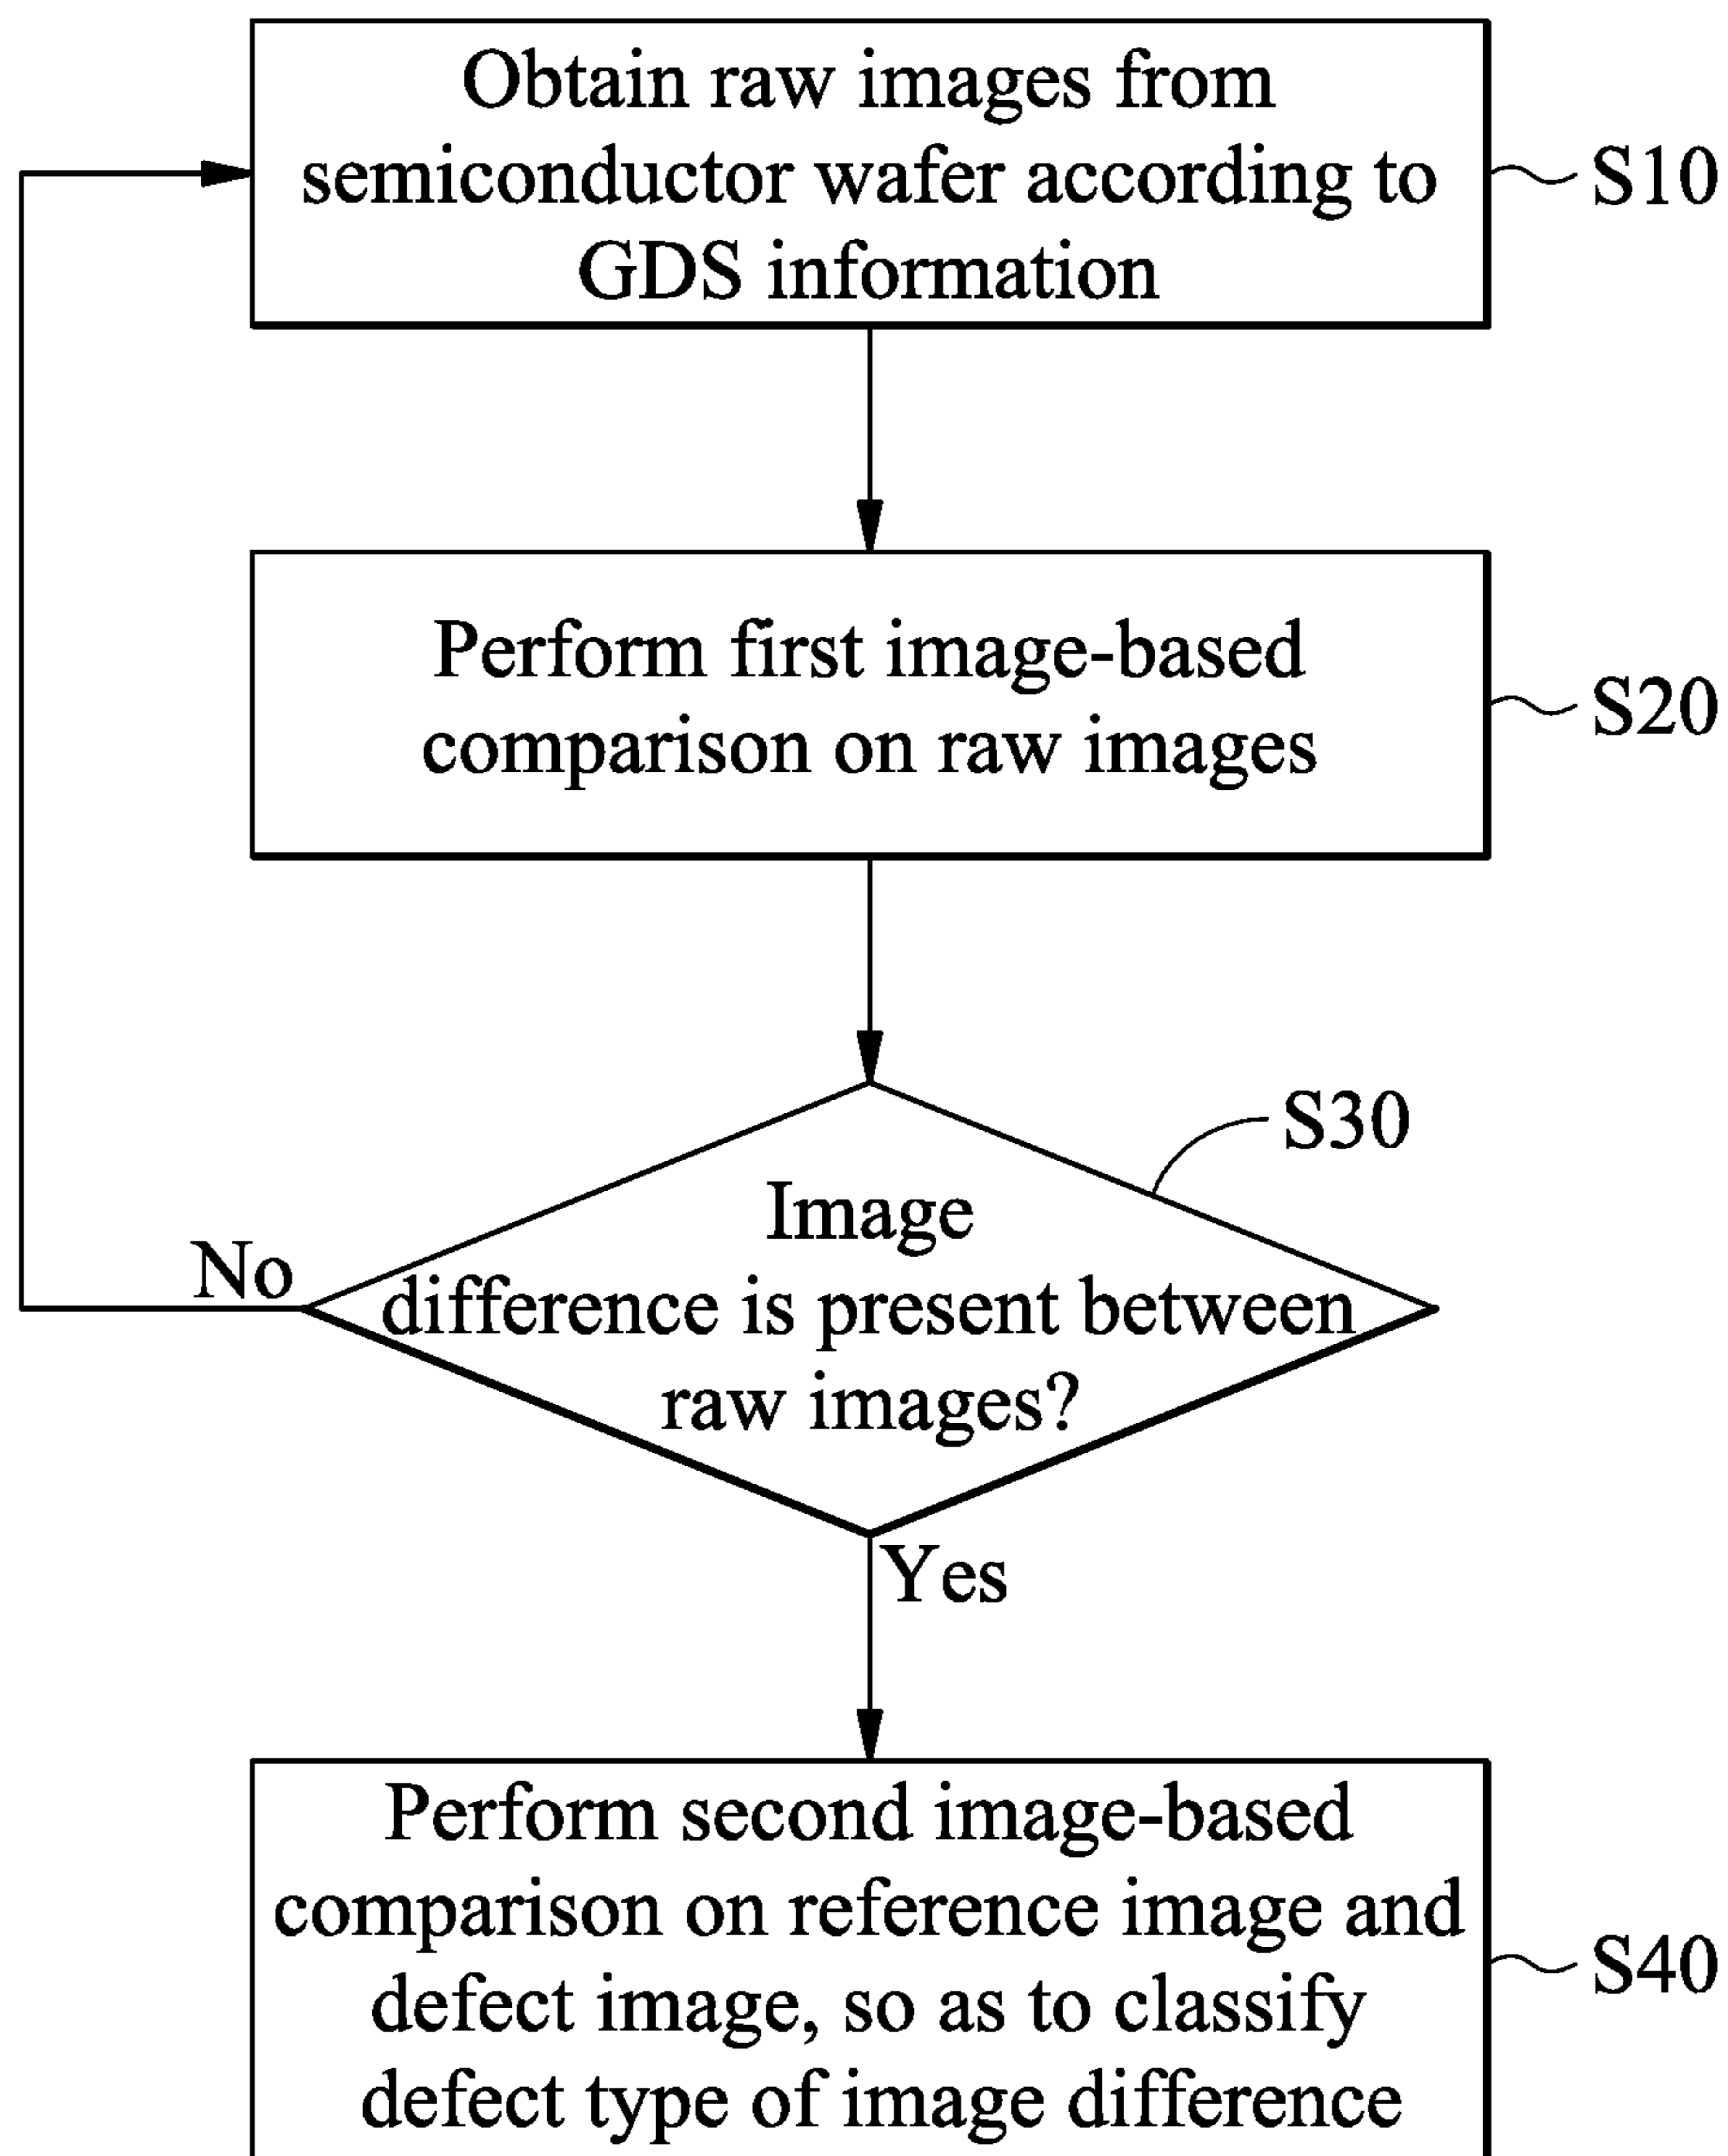 Obtain raw images from
semiconductor wafer according to
GDS information
S10
Perform first image-based
comparison on raw images
S20
S30
Image
difference is present between
raw images?
No
Yes
Perform second image-based
comparison on reference image and
defect image, so as to classify
defect type of image difference
S40